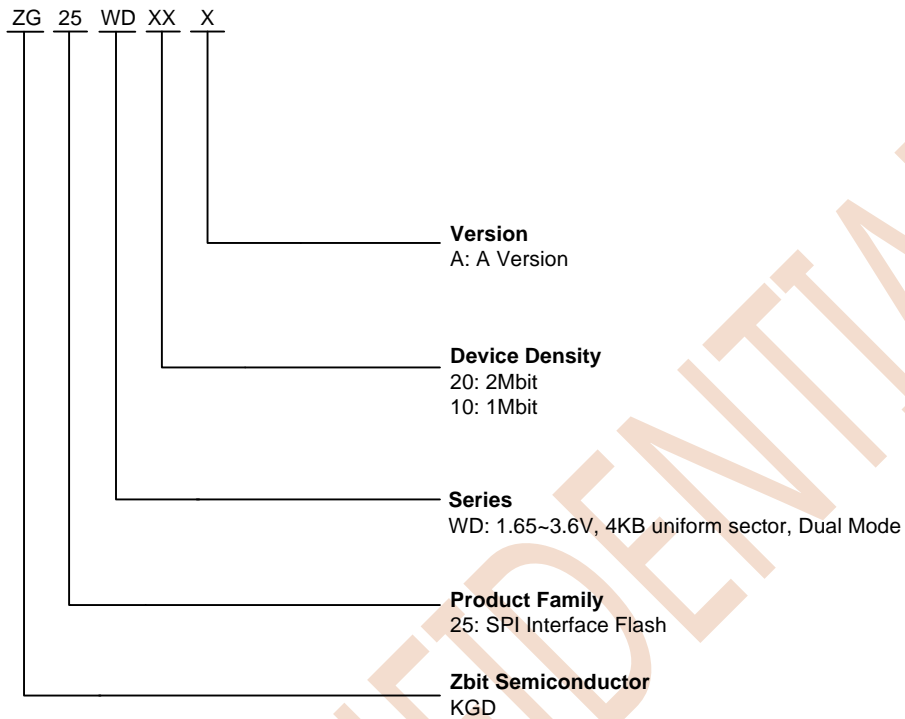 ZG 25 WD XX X
Version
A: A Version
Device Density
20: 2Mbit
10: 1Mbit
Series
WD: 1.65~3.6V, 4KB uniform sector, Dual Mode
Product Family
25: SPI Interface Flash
Zbit Semiconductor
KGD